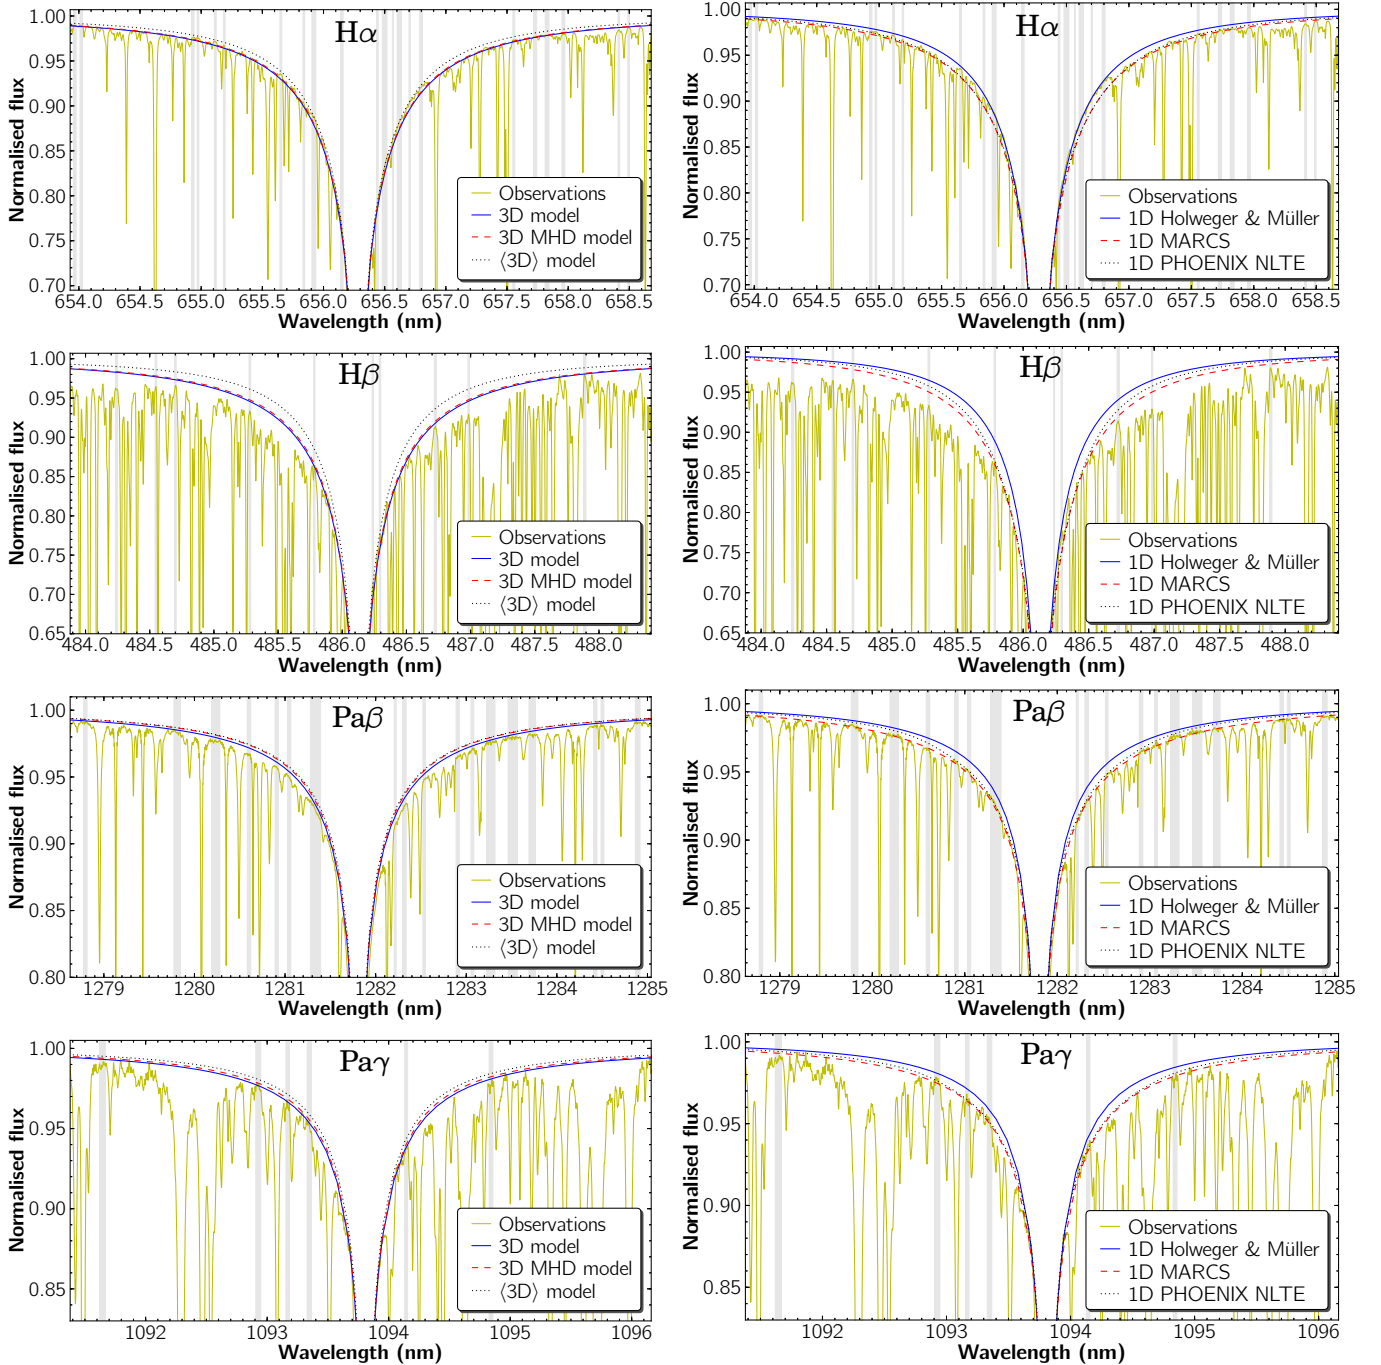 Hα
Normalised flux
1.00
0.95
0.90
0.85
0.80
0.75
0.70
Observations
3D model
3D MHD model
⟨3D⟩ model
654.0 654.5 655.0 655.5 656.0 656.5 657.0 657.5 658.0 658.5
Wavelength (nm)
Hα
Normalised flux
1.00
0.95
0.90
0.85
0.80
0.75
0.70
Observations
1D Holweger & Müller
1D MARCS
1D PHOENIX NLTE
654.0 654.5 655.0 655.5 656.0 656.5 657.0 657.5 658.0 658.5
Wavelength (nm)
Hβ
Normalised flux
1.00
0.95
0.90
0.85
0.80
0.75
0.70
0.65
Observations
3D model
3D MHD model
⟨3D⟩ model
484.0 484.5 485.0 485.5 486.0 486.5 487.0 487.5 488.0
Wavelength (nm)
Hβ
Normalised flux
1.00
0.95
0.90
0.85
0.80
0.75
0.70
0.65
Observations
1D Holweger & Müller
1D MARCS
1D PHOENIX NLTE
484.0 484.5 485.0 485.5 486.0 486.5 487.0 487.5 488.0
Wavelength (nm)
Paβ
Normalised flux
1.00
0.95
0.90
0.85
0.80
Observations
3D model
3D MHD model
⟨3D⟩ model
1279 1280 1281 1282 1283 1284 1285
Wavelength (nm)
Paβ
Normalised flux
1.00
0.95
0.90
0.85
0.80
Observations
1D Holweger & Müller
1D MARCS
1D PHOENIX NLTE
1279 1280 1281 1282 1283 1284 1285
Wavelength (nm)
Paγ
Normalised flux
1.00
0.95
0.90
0.85
Observations
3D model
3D MHD model
⟨3D⟩ model
1092 1093 1094 1095 1096
Wavelength (nm)
Paγ
Normalised flux
1.00
0.95
0.90
0.85
Observations
1D Holweger & Müller
1D MARCS
1D PHOENIX NLTE
1092 1093 1094 1095 1096
Wavelength (nm)